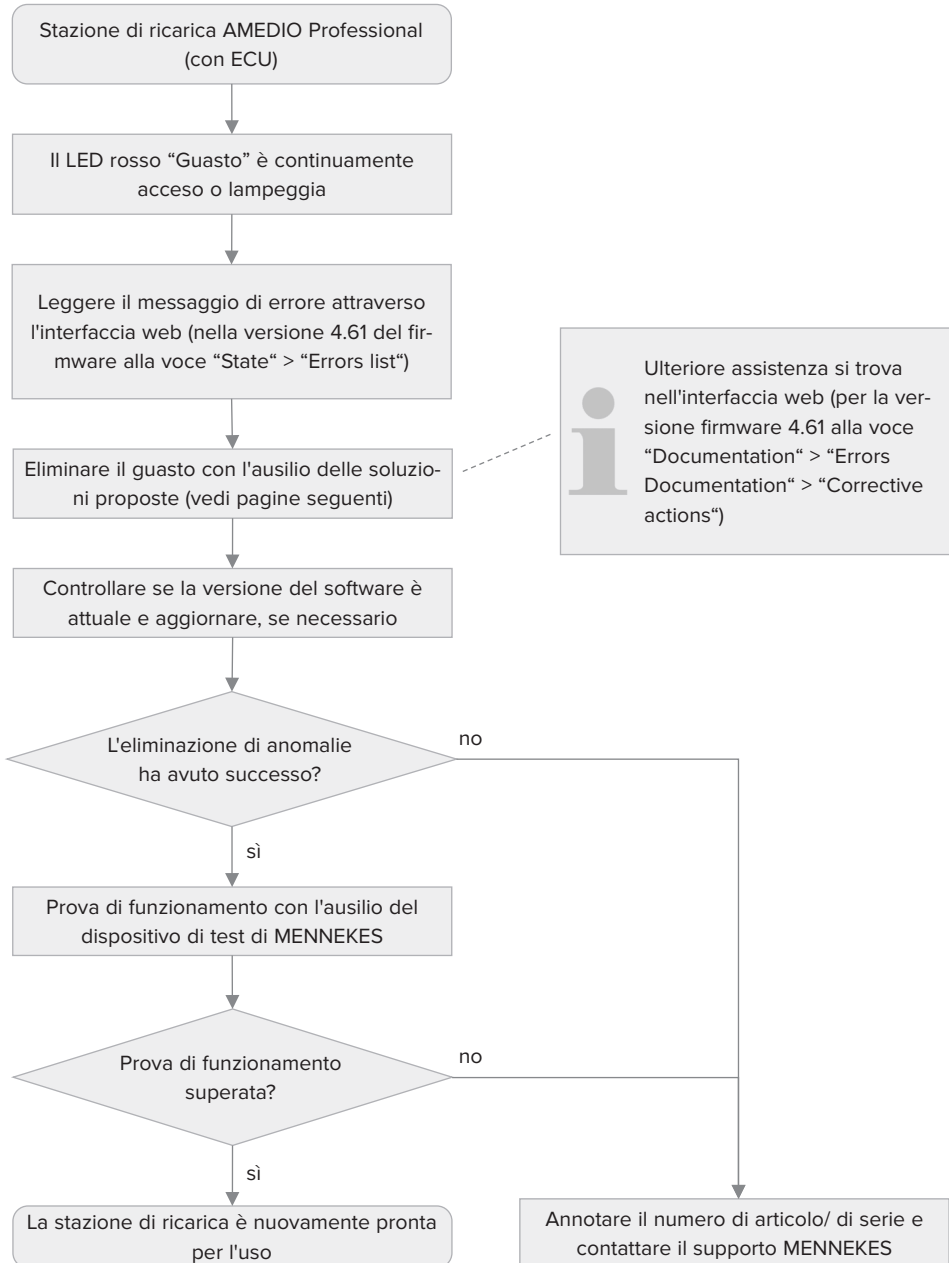 Stazione di ricarica AMEDIO Professional
(con ECU)
Il LED rosso “Guasto” è continuamente
acceso o lampeggia
Leggere il messaggio di errore attraverso
l'interfaccia web (nella versione 4.61 del fir-
mware alla voce “State“ > “Errors list“)
Ulteriore assistenza si trova
nell'interfaccia web (per la ver-
sione firmware 4.61 alla voce
“Documentation“ > “Errors
Documentation“ > “Corrective
actions“)
Eliminare il guasto con l'ausilio delle soluzio-
ni proposte (vedi pagine seguenti)
Controllare se la versione del software è
attuale e aggiornare, se necessario
L'eliminazione di anomalie
ha avuto successo?
no
sì
Prova di funzionamento con l'ausilio del
dispositivo di test di MENNEKES
Prova di funzionamento
superata?
no
sì
La stazione di ricarica è nuovamente pronta
per l'uso
Annotare il numero di articolo/ di serie e
contattare il supporto MENNEKES